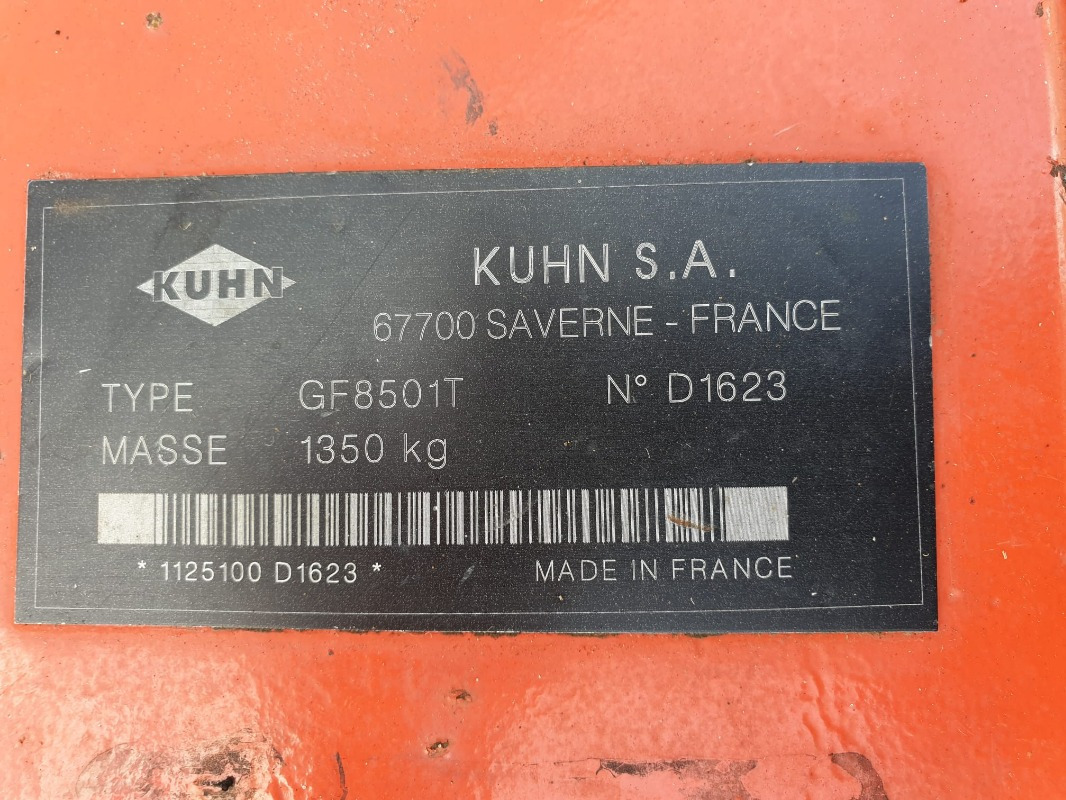 KUHN
KUHN S.A.
67700 SAVERNE - FRANCE
TYPE GF8501T N° D1623
MASSE 1350 kg
* 1125100 D1623 *
MADE IN FRANCE